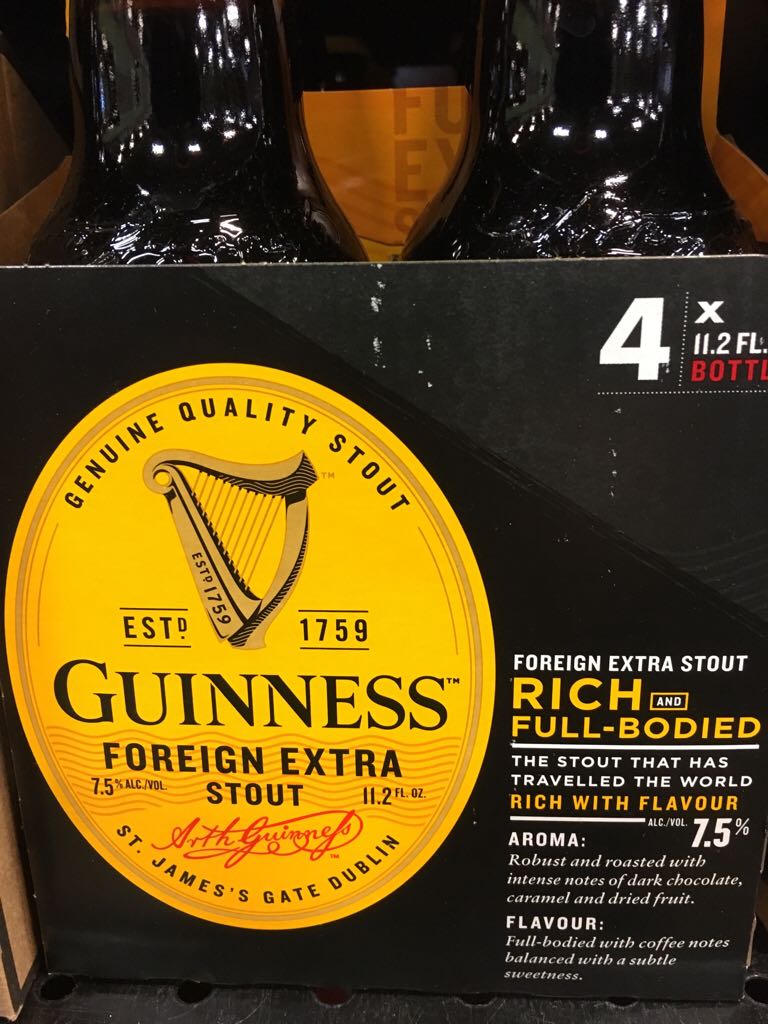 FU
4 X
11.2 FL.
GENUINE QUALITY STOUT
TM
ESTD 1759
ESTD 1759
GUINNESS™
FOREIGN EXTRA
STOUT
7.5% ALC./VOL.
11.2 FL. OZ.
Arth Guinness
TM
ST. JAMES'S GATE DUBLIN
FOREIGN EXTRA STOUT
RICH AND
FULL-BODIED
THE STOUT THAT HAS
TRAVELLED THE WORLD
RICH WITH FLAVOUR
ALC./VOL. 7.5%
AROMA:
Robust and roasted with
intense notes of dark chocolate,
caramel and dried fruit.
FLAVOUR:
Full-bodied with coffee notes
balanced with a subtle
sweetness.